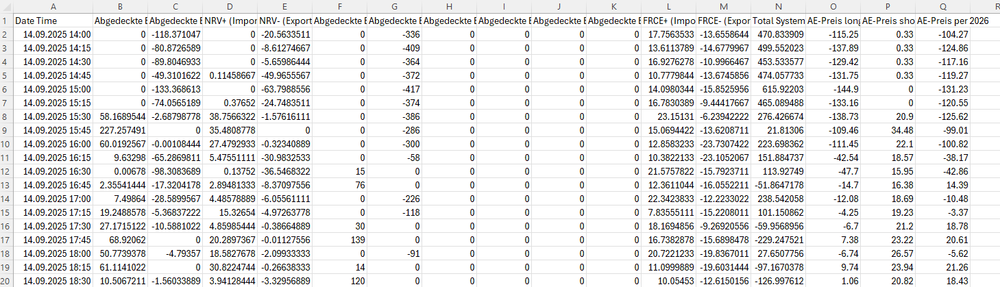 A B C D E F G H I J K L M N O P Q R
1 Date Time Abgedeckte B Abgedeckte B NRV+ (Impor NRV- (Export Abgedeckte B Abgedeckte B Abgedeckte B Abgedeckte B Abgedeckte B Abgedeckte B FRCE+ (Impo FRCE- (Expor Total System AE-Preis long AE-Preis sho AE-Preis per 2026
2 14.09.2025 14:00 0 -118.371047 0 -20.5633511 0 -336 0 0 0 0 17.7563533 -13.6558644 470.833909 -115.25 0.33 -104.27
3 14.09.2025 14:15 0 -80.8726589 0 -8.61274667 0 -409 0 0 0 0 13.6113789 -14.6779967 499.552023 -137.89 0.33 -124.86
4 14.09.2025 14:30 0 -89.8046933 0 -5.65986444 0 -364 0 0 0 0 16.9276278 -10.9966467 453.533577 -129.42 0.33 -117.16
5 14.09.2025 14:45 0 -49.3101622 0.11458667 -49.9655567 0 -372 0 0 0 0 10.7779844 -13.6745856 474.057733 -131.75 0.33 -119.27
6 14.09.2025 15:00 0 -133.368613 0 -63.7988556 0 -417 0 0 0 0 14.0980344 -15.8525956 615.92203 -144.9 0 -131.23
7 14.09.2025 15:15 0 -74.0565189 0.37652 -24.7483511 0 -374 0 0 0 0 16.7830389 -9.44417667 465.089488 -133.16 0 -120.55
8 14.09.2025 15:30 58.1689544 -2.68798778 38.7566322 -1.57616111 0 -386 0 0 0 0 23.15131 -6.23942222 276.426674 -138.73 20.9 -125.62
9 14.09.2025 15:45 227.257491 0 35.4808778 0 0 -286 0 0 0 0 15.0694422 -13.6208711 21.81306 -109.46 34.48 -99.01
10 14.09.2025 16:00 60.0192567 -0.00108444 27.4792933 -0.32340889 0 -300 0 0 0 0 12.8583233 -23.7307422 223.698362 -111.45 22.1 -100.82
11 14.09.2025 16:15 9.63298 -65.2869811 5.47551111 -30.9832533 0 -58 0 0 0 0 10.3822133 -23.1052067 151.884737 -42.54 18.57 -38.17
12 14.09.2025 16:30 0.00678 -98.3083689 0.13752 -36.5468322 15 0 0 0 0 0 21.5757822 -15.7923711 113.92749 -47.7 15.95 -42.86
13 14.09.2025 16:45 2.35541444 -17.3204178 2.89481333 -8.37097556 76 0 0 0 0 0 12.3611044 -16.0552211 -51.8647178 -14.7 16.38 14.39
14 14.09.2025 17:00 7.49864 -28.5899567 4.48578889 -6.05561111 0 -226 0 0 0 0 22.3423833 -12.2233022 238.542058 -12.08 18.69 -10.48
15 14.09.2025 17:15 19.2488578 -5.36837222 15.32654 -4.97263778 0 -118 0 0 0 0 7.83555111 -15.2208011 101.150862 -4.25 19.23 -3.37
16 14.09.2025 17:30 27.1715122 -10.5881022 4.85985444 -0.38664889 30 0 0 0 0 0 18.1694856 -9.26920556 -59.9568956 -6.7 21.2 18.78
17 14.09.2025 17:45 68.92062 0 20.2897367 -0.01127556 139 0 0 0 0 0 16.7382878 -15.6898478 -229.247521 7.38 23.22 20.61
18 14.09.2025 18:00 50.7739378 -4.79357 18.5827678 -2.09933333 0 -91 0 0 0 0 20.7221233 -19.8367011 27.6507756 -6.74 26.57 -5.62
19 14.09.2025 18:15 61.1141022 0 30.8224744 -0.26638333 14 0 0 0 0 0 11.0999889 -19.6031444 -97.1670378 9.74 23.94 21.26
20 14.09.2025 18:30 10.5067211 -1.56033889 3.94128444 -3.32956889 120 0 0 0 0 0 10.05453 -12.6150156 -126.997612 1.06 20.82 18.43